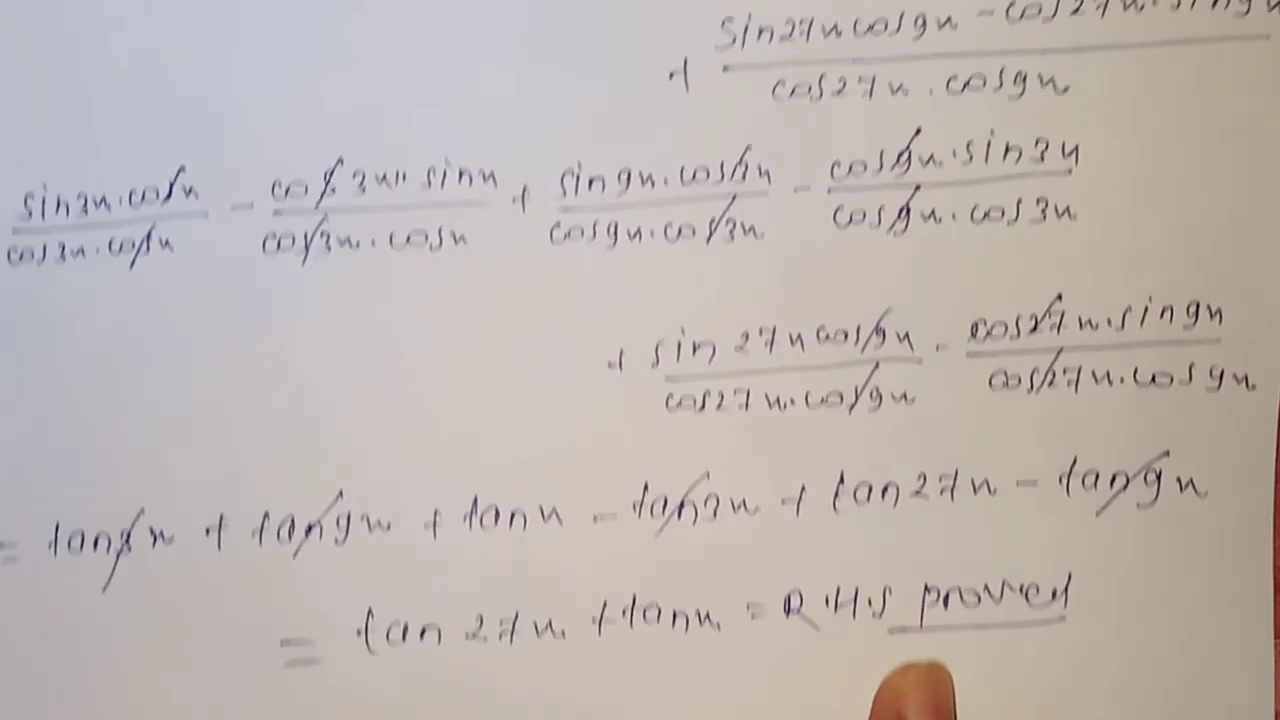 sin27x cos9x - cos27x. sin9x
+ cos27x . cos9x
sin3x.cosx - cos3x sinx + sin9x.cos3x - cos9x.sin3x
cos3x.cosx cos3x.cosx cos9x.cos3x cos9x.cos3x
+ sin27x cos9x - cos27x.sin9x
cos27x.cos9x cos27x.cos9x
= tan3x + tan9x + tanx - tan3x + tan27x - tan9x
= tan27x + tanx = R.H.S proved